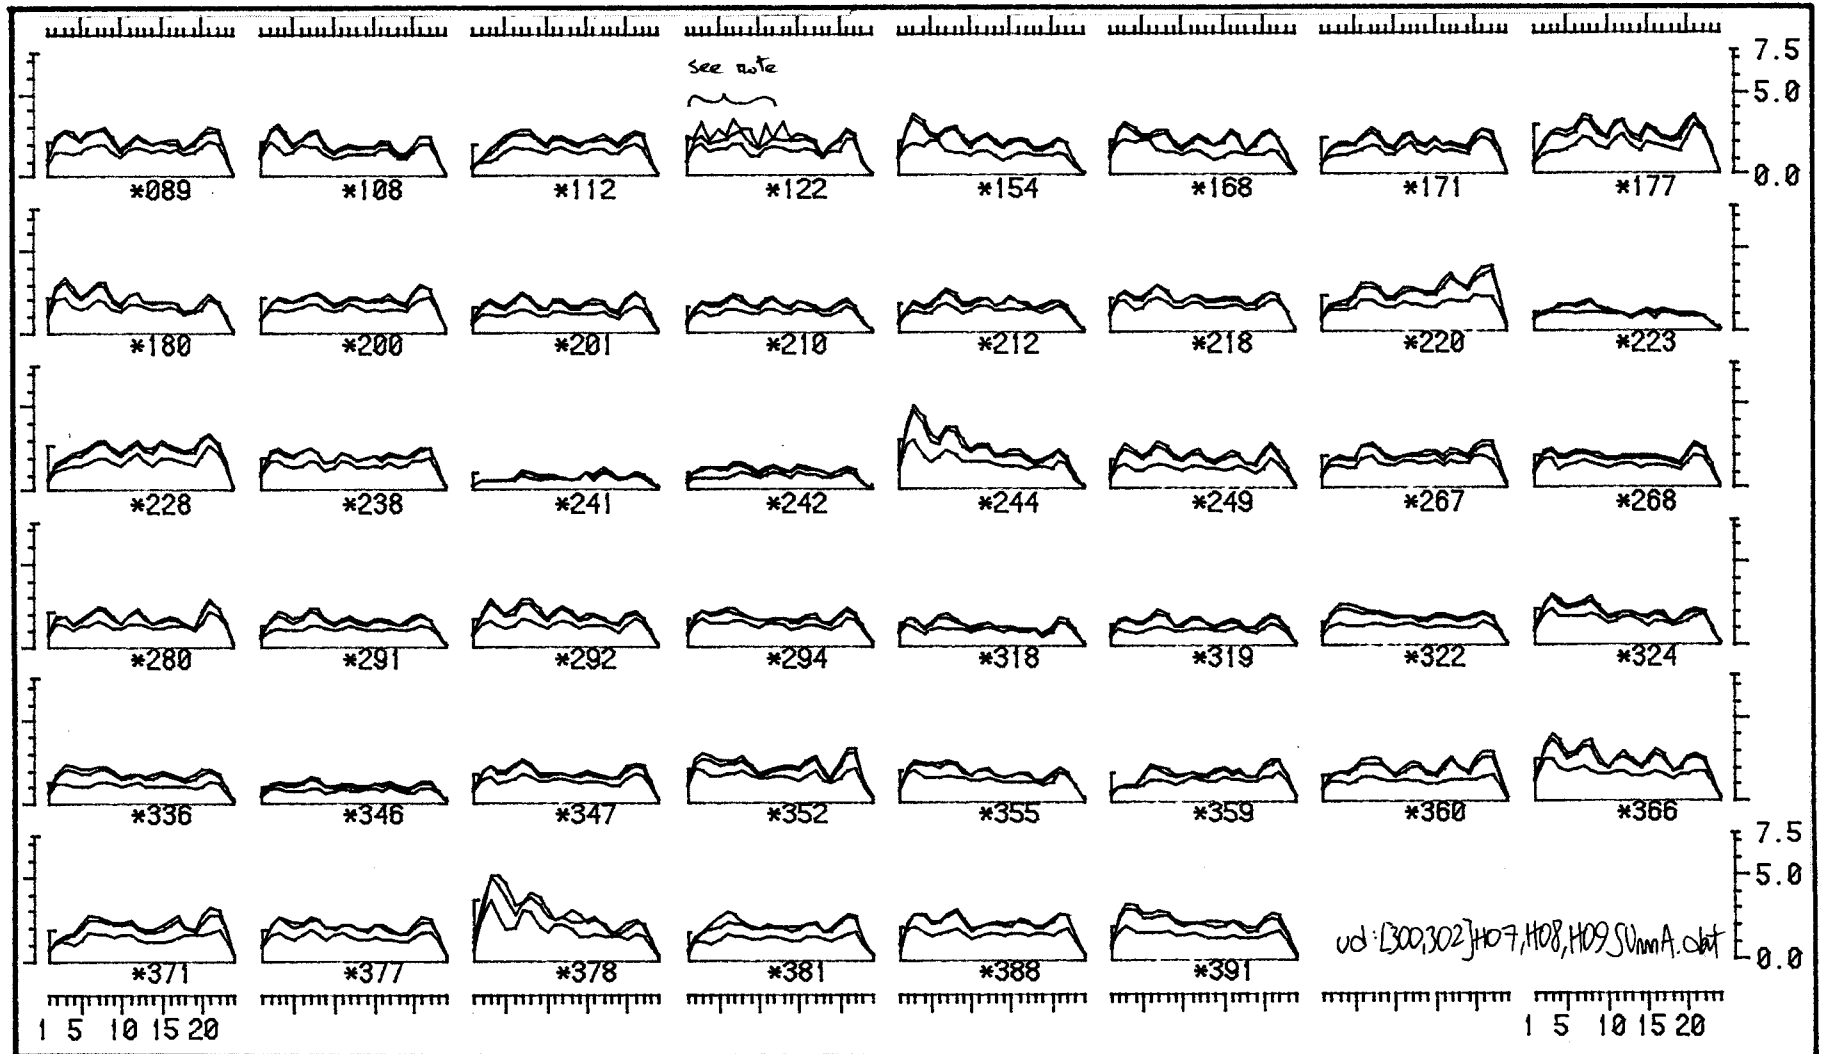 7.5
see note
5.0
*089 *108 *112 *122 *154 *168 *171 *177 0.0
*180 *200 *201 *210 *212 *218 *220 *223
*228 *238 *241 *242 *244 *249 *267 *268
*280 *291 *292 *294 *318 *319 *322 *324
*336 *346 *347 *352 *355 *359 *360 *366
7.5
5.0
ud:[300,302]H07,H08,H09
0.0
*371 *377 *378 *381 *388 *391
1 5 10 15 20 1 5 10 15 20